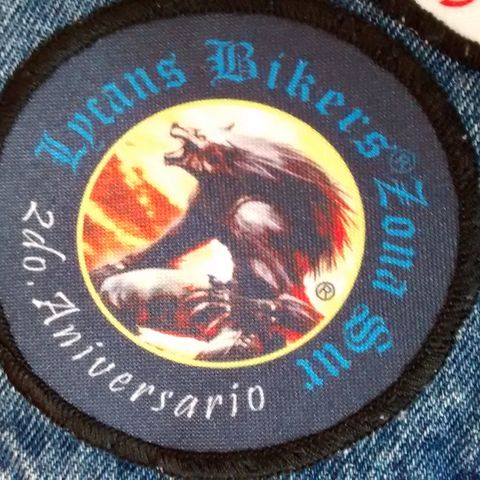 Lycans Bikers® Zona Sur
®
2do. Aniversario